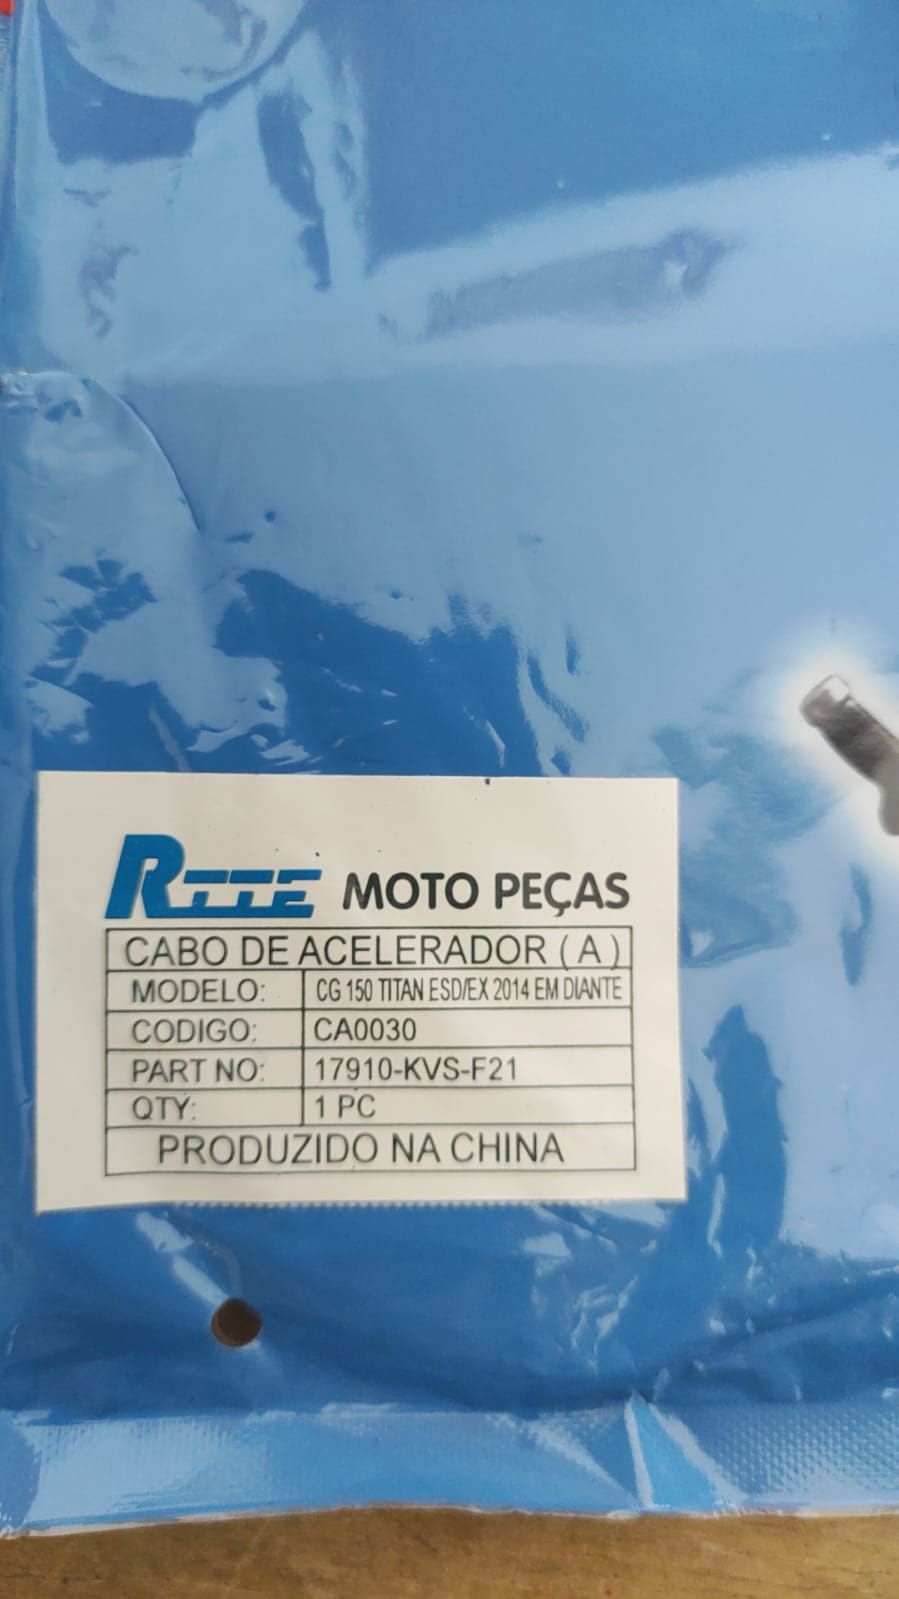 RITE MOTO PEÇAS
CABO DE ACELERADOR ( A )
MODELO: CG 150 TITAN ESD/EX 2014 EM DIANTE
CODIGO: CA0030
PART NO: 17910-KVS-F21
QTY: 1 PC
PRODUZIDO NA CHINA